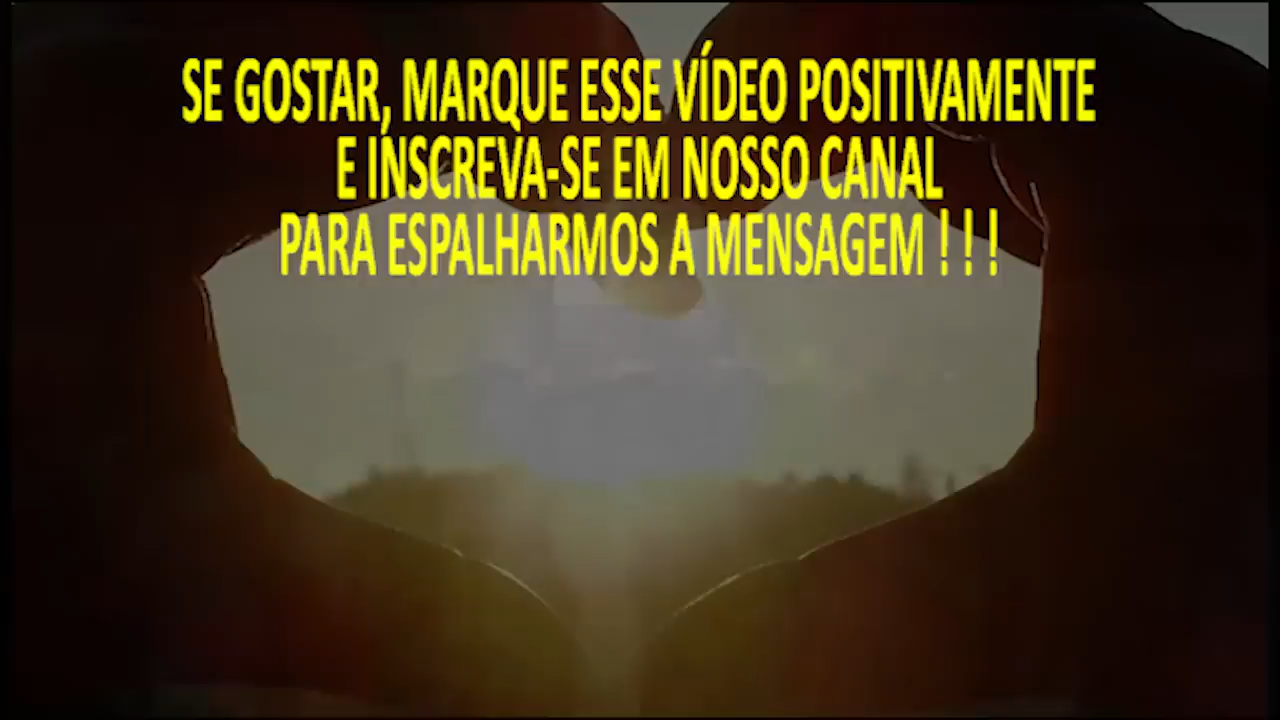 SE GOSTAR, MARQUE ESSE VÍDEO POSITIVAMENTE
E INSCREVA-SE EM NOSSO CANAL
PARA ESPALHARMOS A MENSAGEM ! ! !